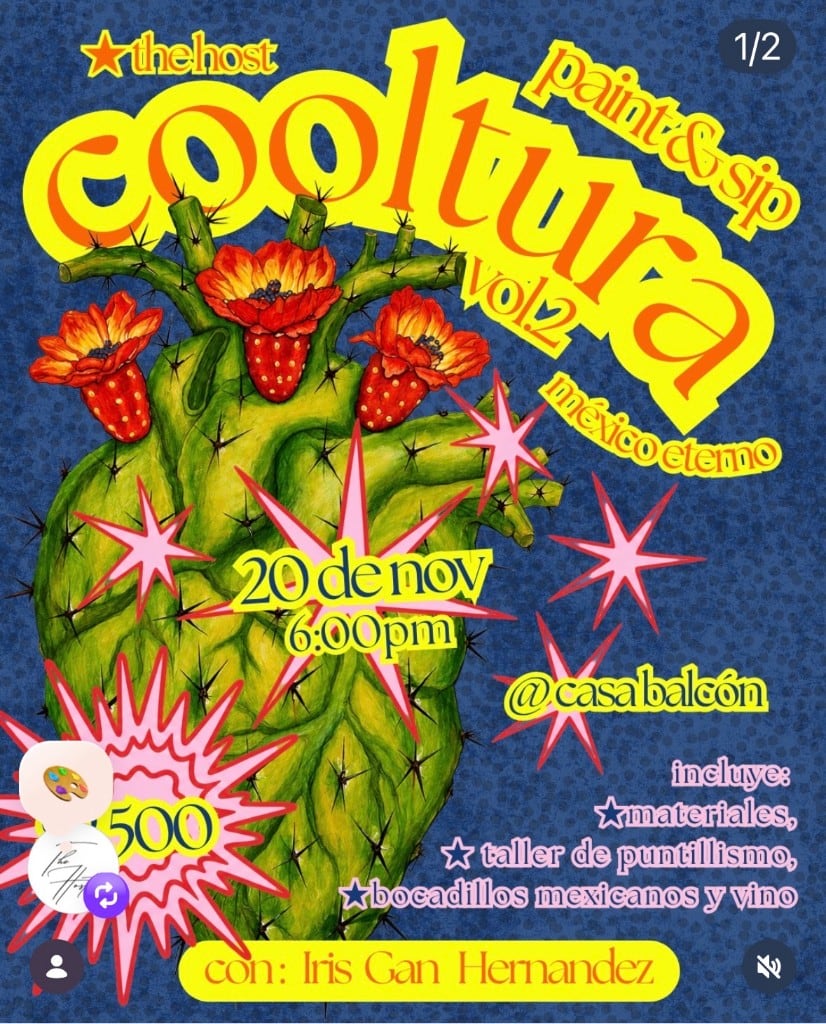 1/2
★ the host
cooltura
paint & sip
vol.2
méxico eterno
20 de nov
6:00pm
@casa balcón
500
incluye:
★materiales,
★ taller de puntillismo,
★bocadillos mexicanos y vino
The
con: Iris Gan Hernandez